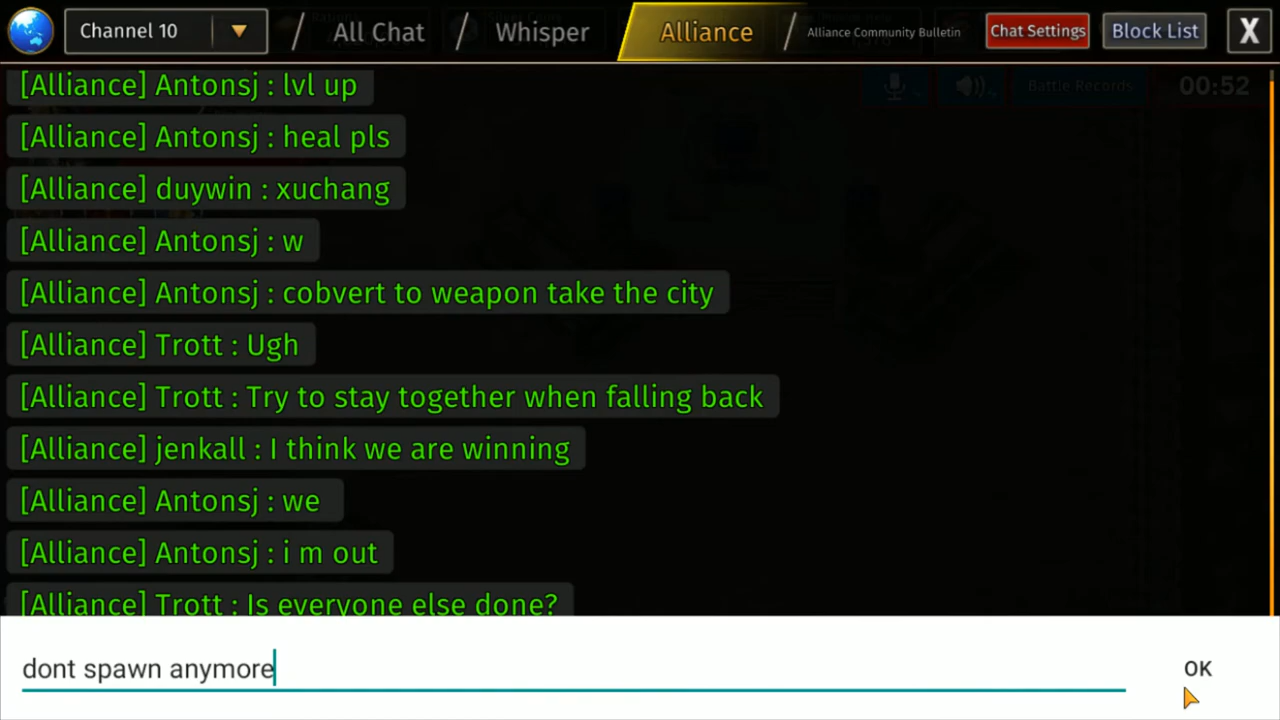 Channel 10
All Chat
Whisper
Alliance
Alliance Community Bulletin
Chat Settings
Block List
X
[Alliance] Antonsj : lvl up
Battle Records
00:52
[Alliance] Antonsj : heal pls
[Alliance] duywin : xuchang
[Alliance] Antonsj : w
[Alliance] Antonsj : cobvert to weapon take the city
[Alliance] Trott : Ugh
[Alliance] Trott : Try to stay together when falling back
[Alliance] jenkall : I think we are winning
[Alliance] Antonsj : we
[Alliance] Antonsj : i m out
[Alliance] Trott : Is everyone else done?
dont spawn anymore
OK